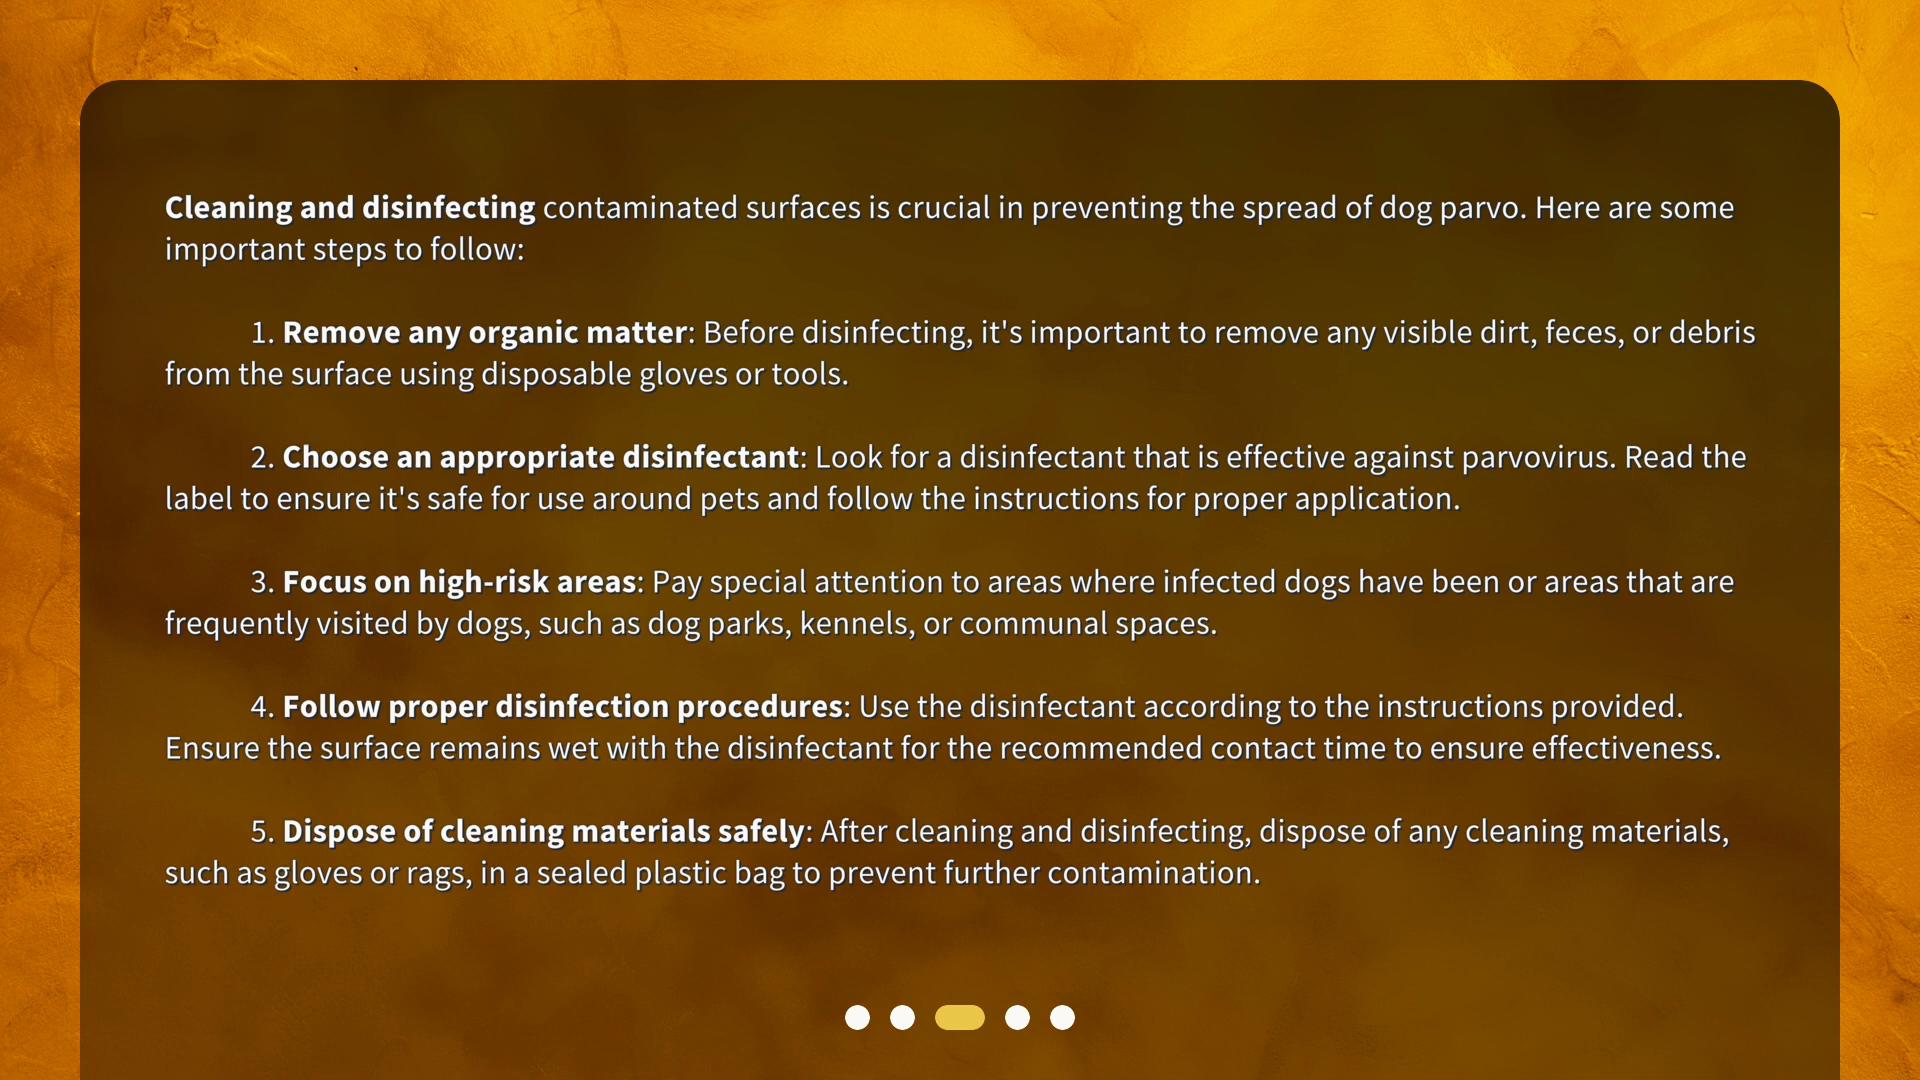 Cleaning and disinfecting contaminated surfaces is crucial in preventing the spread of dog parvo. Here are some
important steps to follow:
1. Remove any organic matter: Before disinfecting, it's important to remove any visible dirt, feces, or debris
from the surface using disposable gloves or tools.
2. Choose an appropriate disinfectant: Look for a disinfectant that is effective against parvovirus. Read the
label to ensure it's safe for use around pets and follow the instructions for proper application.
3. Focus on high-risk areas: Pay special attention to areas where infected dogs have been or areas that are
frequently visited by dogs, such as dog parks, kennels, or communal spaces.
4. Follow proper disinfection procedures: Use the disinfectant according to the instructions provided.
Ensure the surface remains wet with the disinfectant for the recommended contact time to ensure effectiveness.
5. Dispose of cleaning materials safely: After cleaning and disinfecting, dispose of any cleaning materials,
such as gloves or rags, in a sealed plastic bag to prevent further contamination.